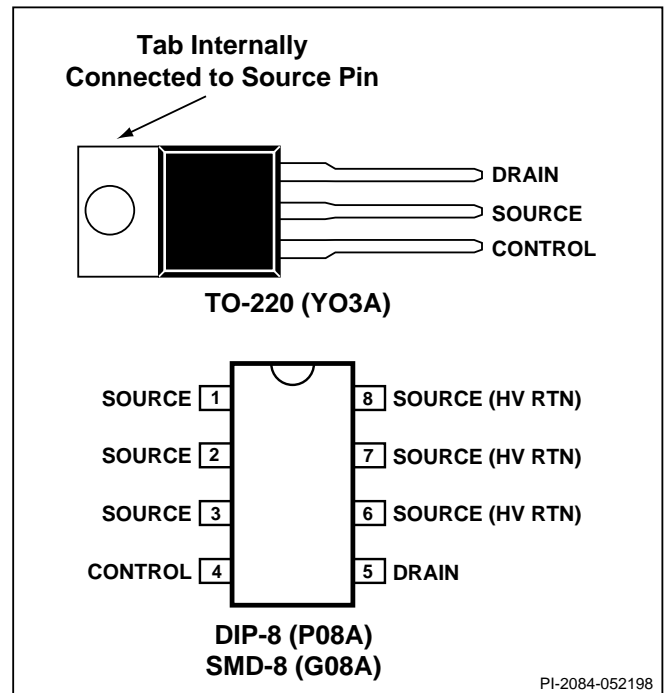 Tab Internally
Connected to Source Pin
DRAIN
SOURCE
CONTROL
TO-220 (YO3A)
SOURCE 1
8 SOURCE (HV RTN)
SOURCE 2
7 SOURCE (HV RTN)
SOURCE 3
6 SOURCE (HV RTN)
CONTROL 4
5 DRAIN
DIP-8 (P08A)
SMD-8 (G08A)
PI-2084-052198